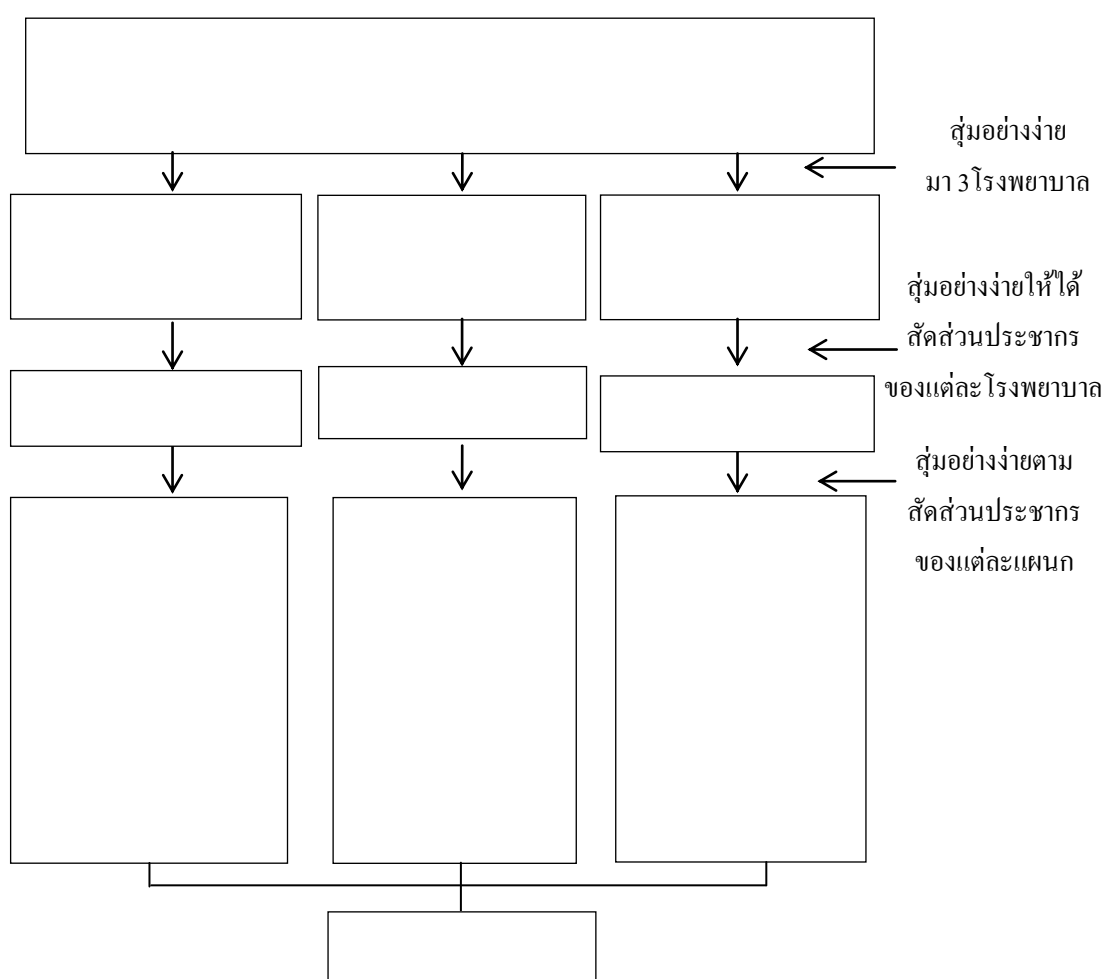 สุ่มอย่างง่าย
มา 3โรงพยาบาล
สุ่มอย่างง่ายให้ได้
สัดส่วนประชากร
ของแต่ละโรงพยาบาล
สุ่มอย่างง่ายตาม
สัดส่วนประชากร
ของแต่ละแผนก